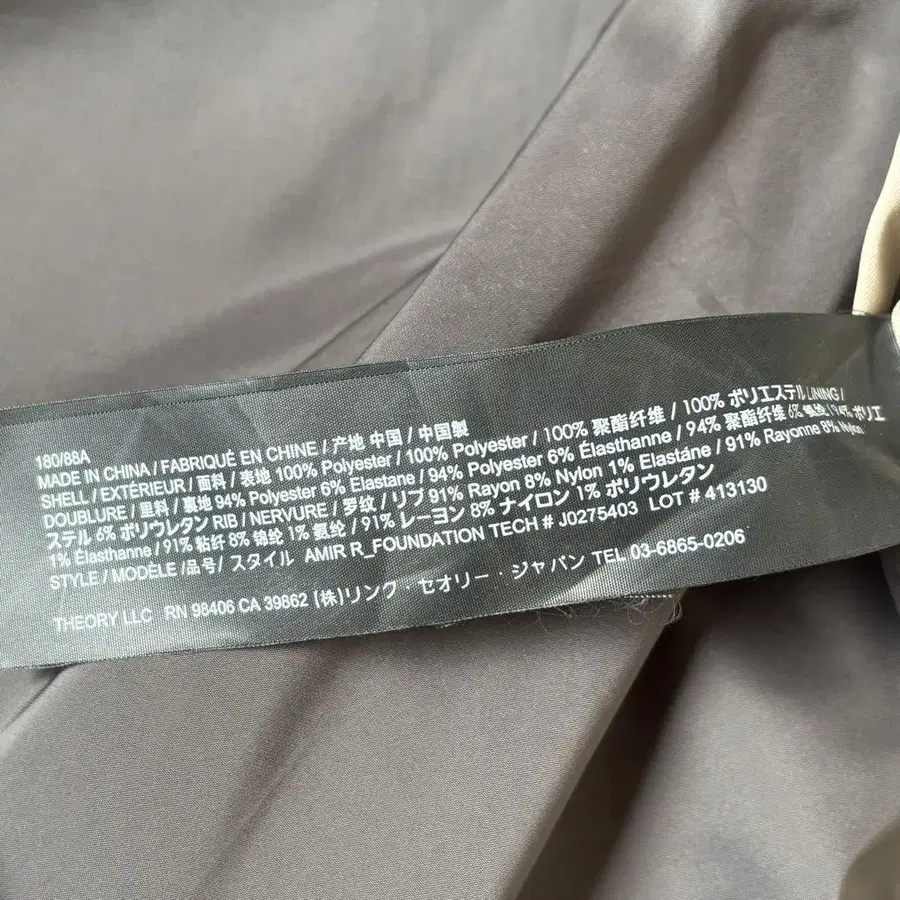 180/88A
MADE IN CHINA / FABRIQUÉ EN CHINE / 产地 中国 / 中国製
SHELL / EXTÉRIEUR / 面料 / 表地 100% Polyester / 100% Polyester / 100% 聚酯纤维 / 100% ポリエステル LINING /
DOUBLURE / 里料 / 裏地 94% Polyester 6% Elastane / 94% Polyester 6% Élasthanne / 94% 聚酯纤维 6% 氨纶 / 94% ポリエ
ステル 6% ポリウレタン RIB / NERVURE / 罗纹 / リブ 91% Rayon 8% Nylon 1% Elastáne / 91% Rayonne 8% Nylon
1% Élasthanne / 91% 粘纤 8% 锦纶 1% 氨纶 / 91% レーヨン 8% ナイロン 1% ポリウレタン
STYLE / MODÈLE /品号/ スタイル AMIR R_FOUNDATION TECH # J0275403 LOT # 413130
THEORY LLC RN 98406 CA 39862 (株)リンク・セオリー・ジャパン TEL 03-6865-0206